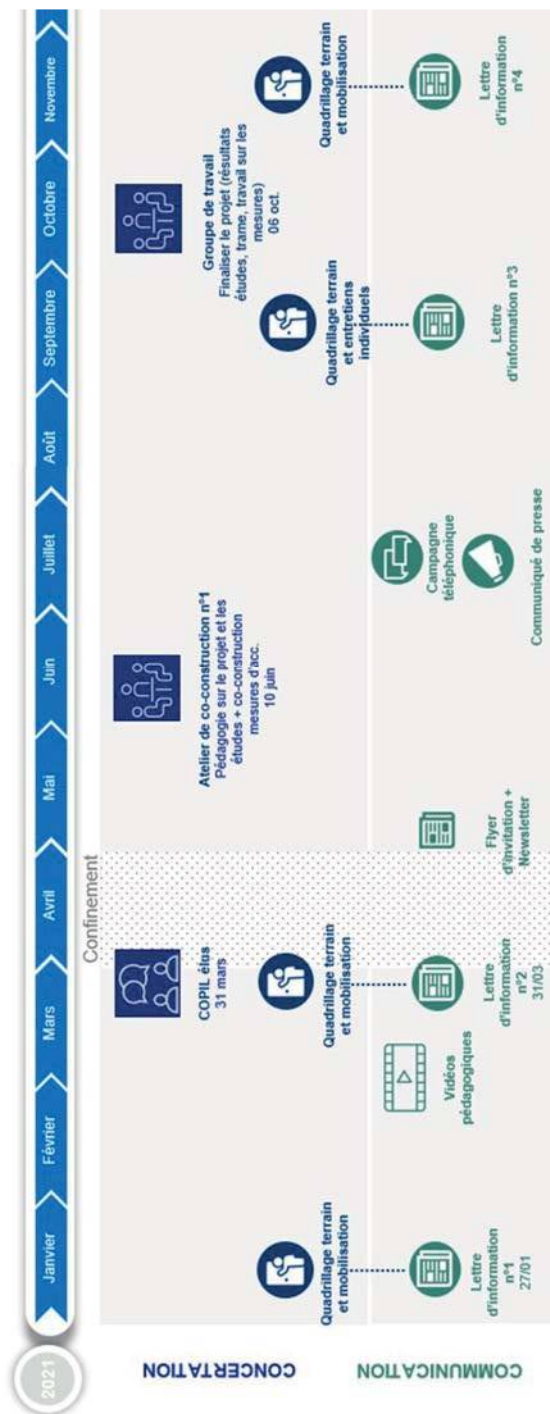 2021
Janvier
Février
Mars
Avril
Mai
Juin
Juillet
Août
Septembre
Octobre
Novembre
Confinement
CONCERTATION
COPIL élus
31 mars
Atelier de co-construction n°1
Pédagogie sur le projet et les
études + co-construction
mesures d'acc.
10 juin
Groupe de travail
Finaliser le projet (résultats
études, trame, travail sur les
mesures)
06 oct.
Quadrillage terrain
et mobilisation
Quadrillage terrain
et mobilisation
Quadrillage terrain
et entretiens
individuels
Quadrillage terrain
et mobilisation
COMMUNICATION
Lettre
d'information
n°1
27/01
Vidéos
pédagogiques
Lettre
d'information
n°2
31/03
Flyer
d'invitation +
Newsletter
Campagne
téléphonique
Communiqué de presse
Lettre
d'information n°3
Lettre
d'information
n°4